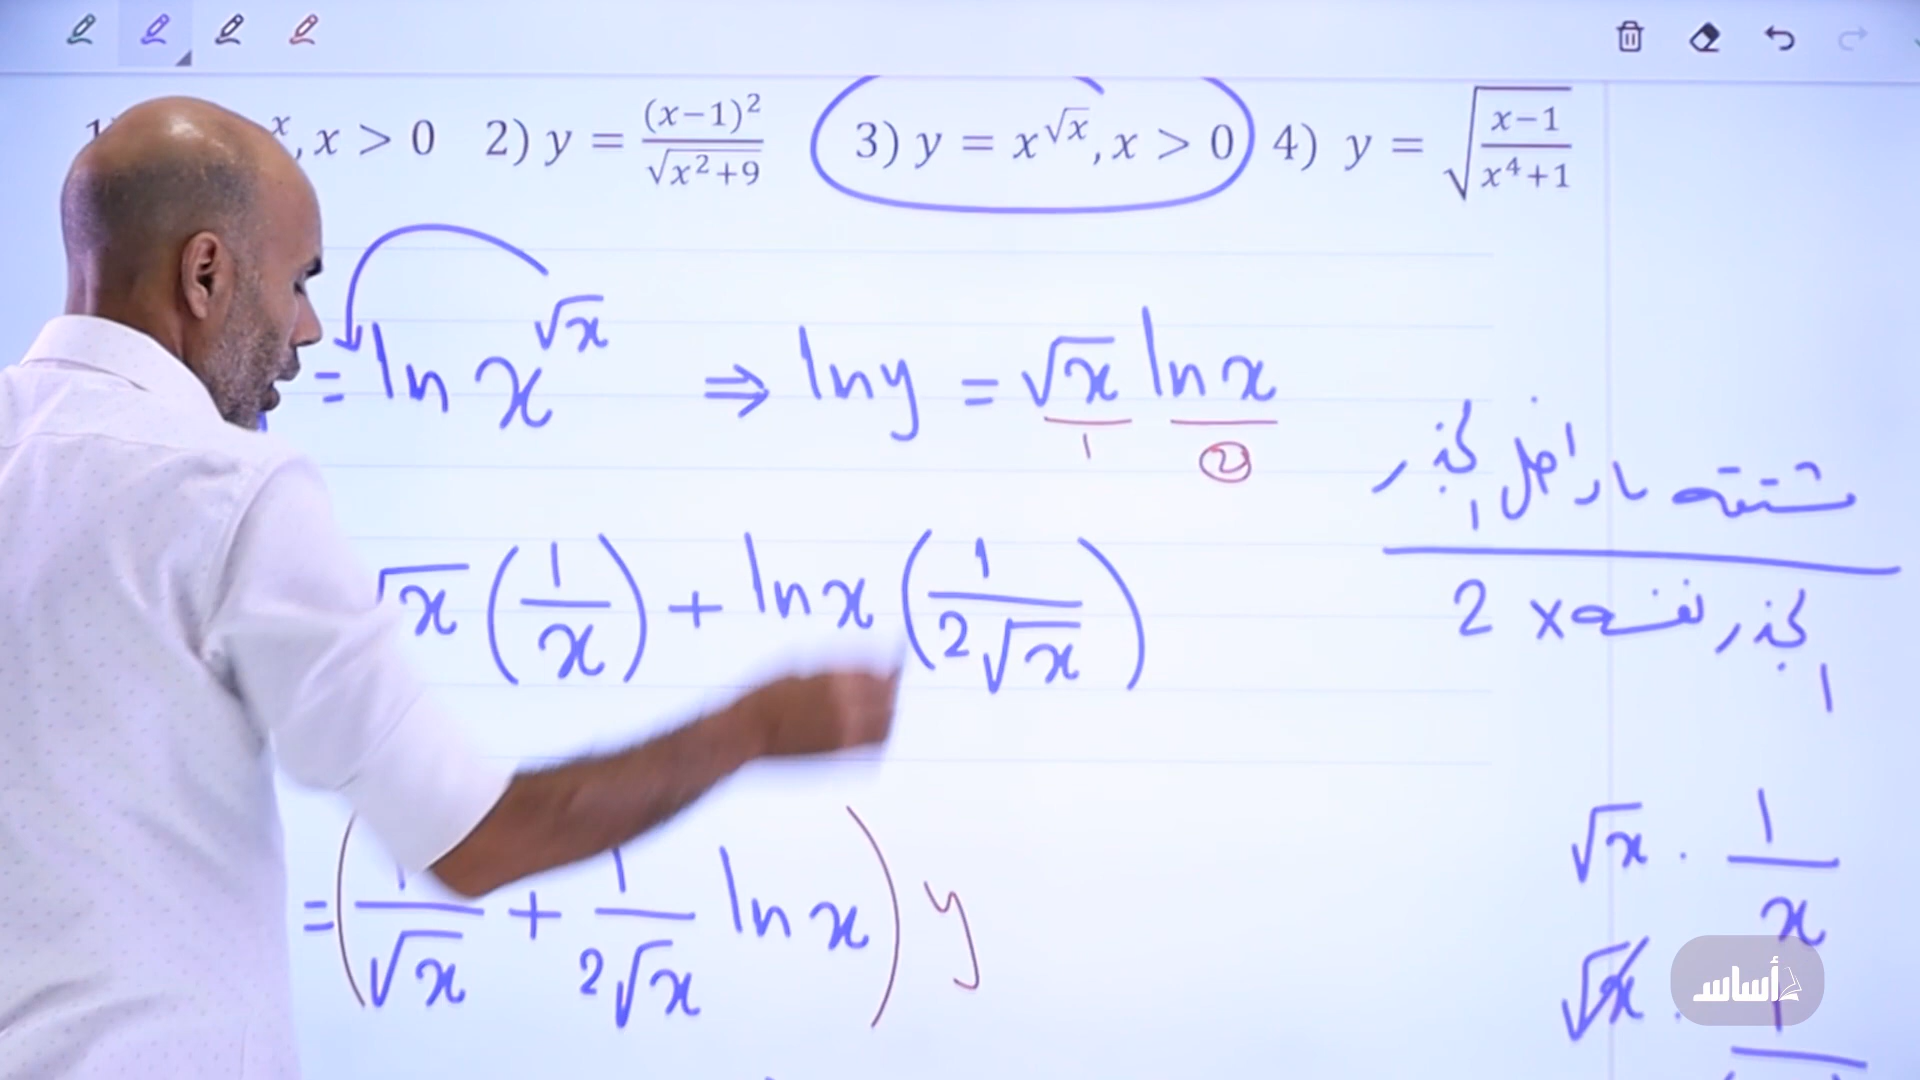 x, x > 0 2) y = (x−1)²/√(x²+9) 3) y = x^√x, x > 0 4) y = √((x−1)/(x⁴+1))
= ln x^√x ⇒ ln y = √x ln x
1 2
√x (1/x) + ln x (1/(2√x))
= (1/√x + 1/(2√x) ln x) y
مشتقة ما داخل الجذر
2 × الجذر نفسه
√x . 1/x
√x . 1
أساس